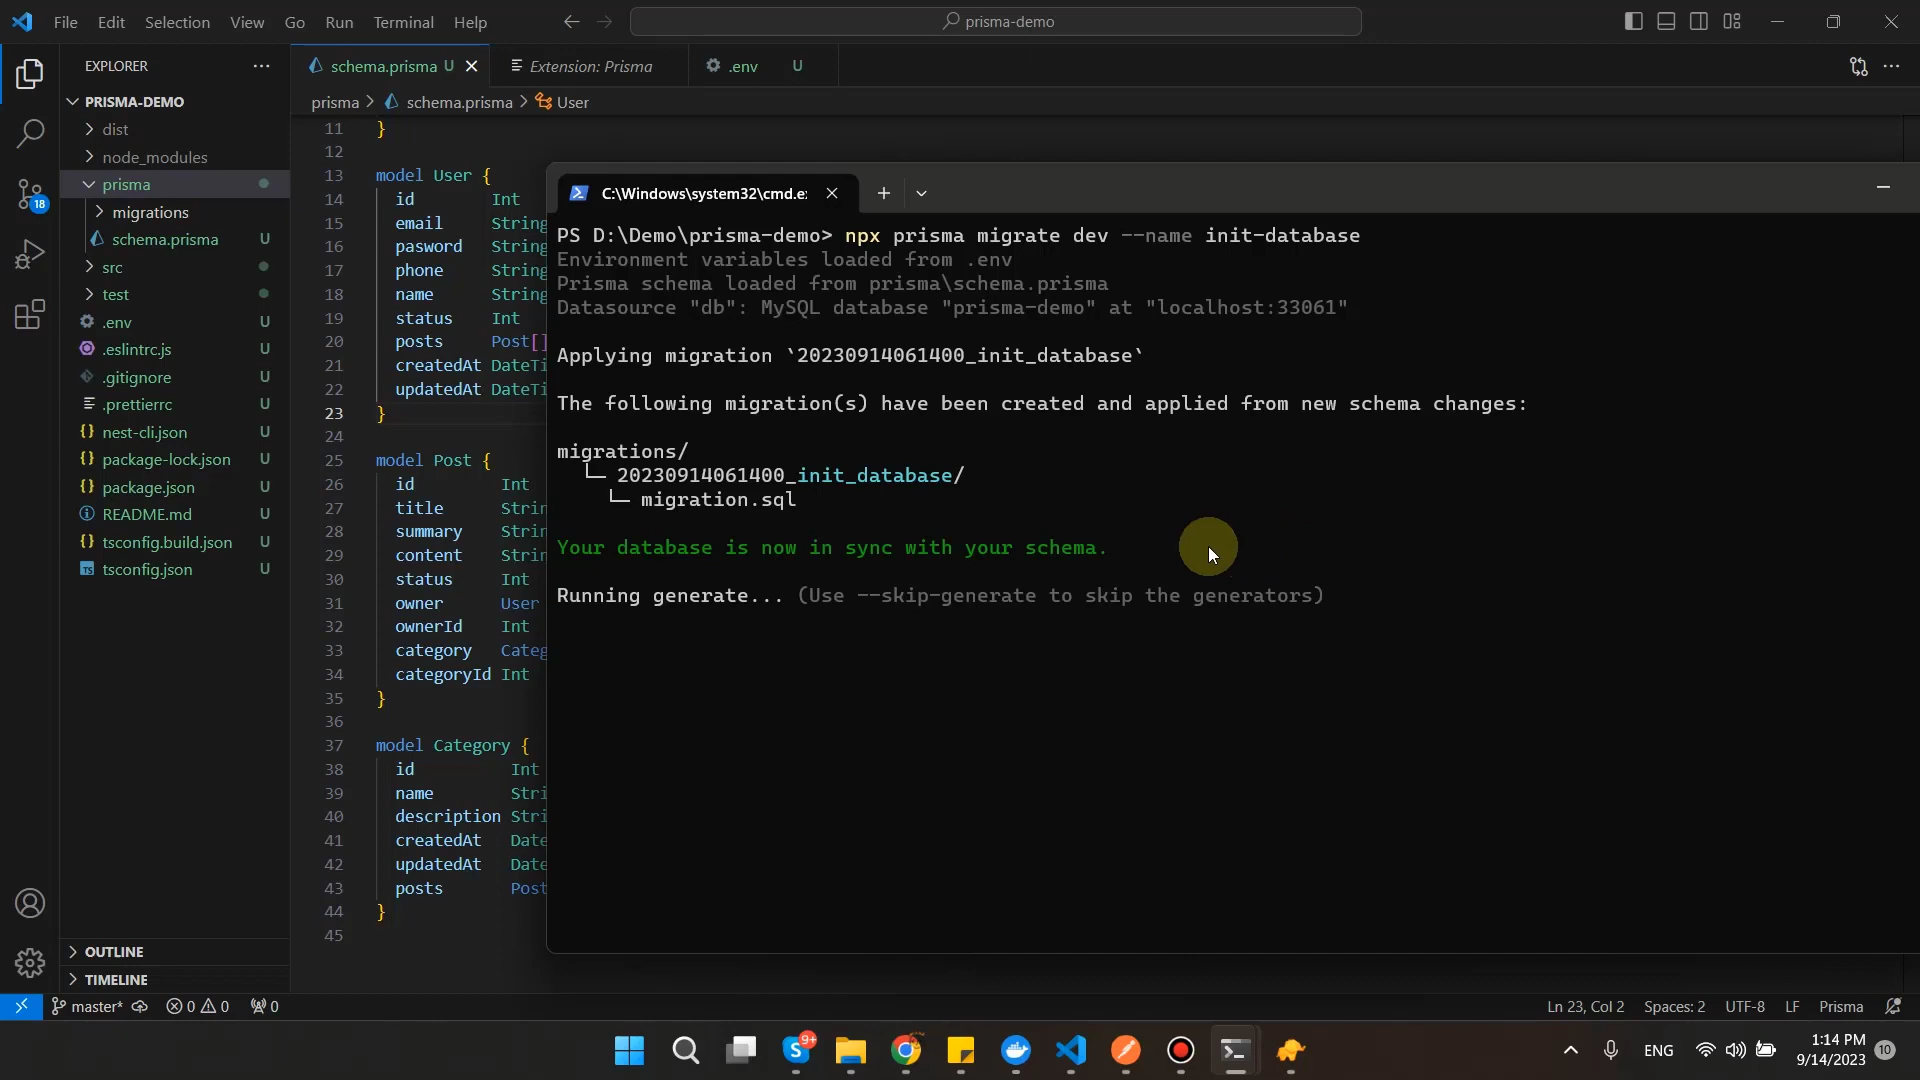 File Edit Selection View Go Run Terminal Help
prisma-demo
EXPLORER
schema.prisma U
Extension: Prisma
.env U
PRISMA-DEMO
prisma > schema.prisma > User
dist
node_modules
prisma
migrations
schema.prisma U
src
test
.env U
.eslintrc.js U
.gitignore U
.prettierrc U
nest-cli.json U
package-lock.json U
package.json U
README.md U
tsconfig.build.json U
tsconfig.json U
OUTLINE
TIMELINE
18
11 }
12
13 model User {
14 id Int
15 email String
16 pasword String
17 phone String
18 name String
19 status Int
20 posts Post[]
21 createdAt DateTi
22 updatedAt DateTi
23 }
24
25 model Post {
26 id Int
27 title Strin
28 summary Strin
29 content Strin
30 status Int
31 owner User
32 ownerId Int
33 category Categ
34 categoryId Int
35 }
36
37 model Category {
38 id Int
39 name Stri
40 description Stri
41 createdAt Date
42 updatedAt Date
43 posts Post
44 }
45
C:\Windows\system32\cmd.e
PS D:\Demo\prisma-demo> npx prisma migrate dev --name init-database
Environment variables loaded from .env
Prisma schema loaded from prisma\schema.prisma
Datasource "db": MySQL database "prisma-demo" at "localhost:33061"
Applying migration `20230914061400_init_database`
The following migration(s) have been created and applied from new schema changes:
migrations/
└─ 20230914061400_init_database/
└─ migration.sql
Your database is now in sync with your schema.
Running generate... (Use --skip-generate to skip the generators)
master* 0 0 0
Ln 23, Col 2 Spaces: 2 UTF-8 LF Prisma
9+
ENG
1:14 PM
9/14/2023
10